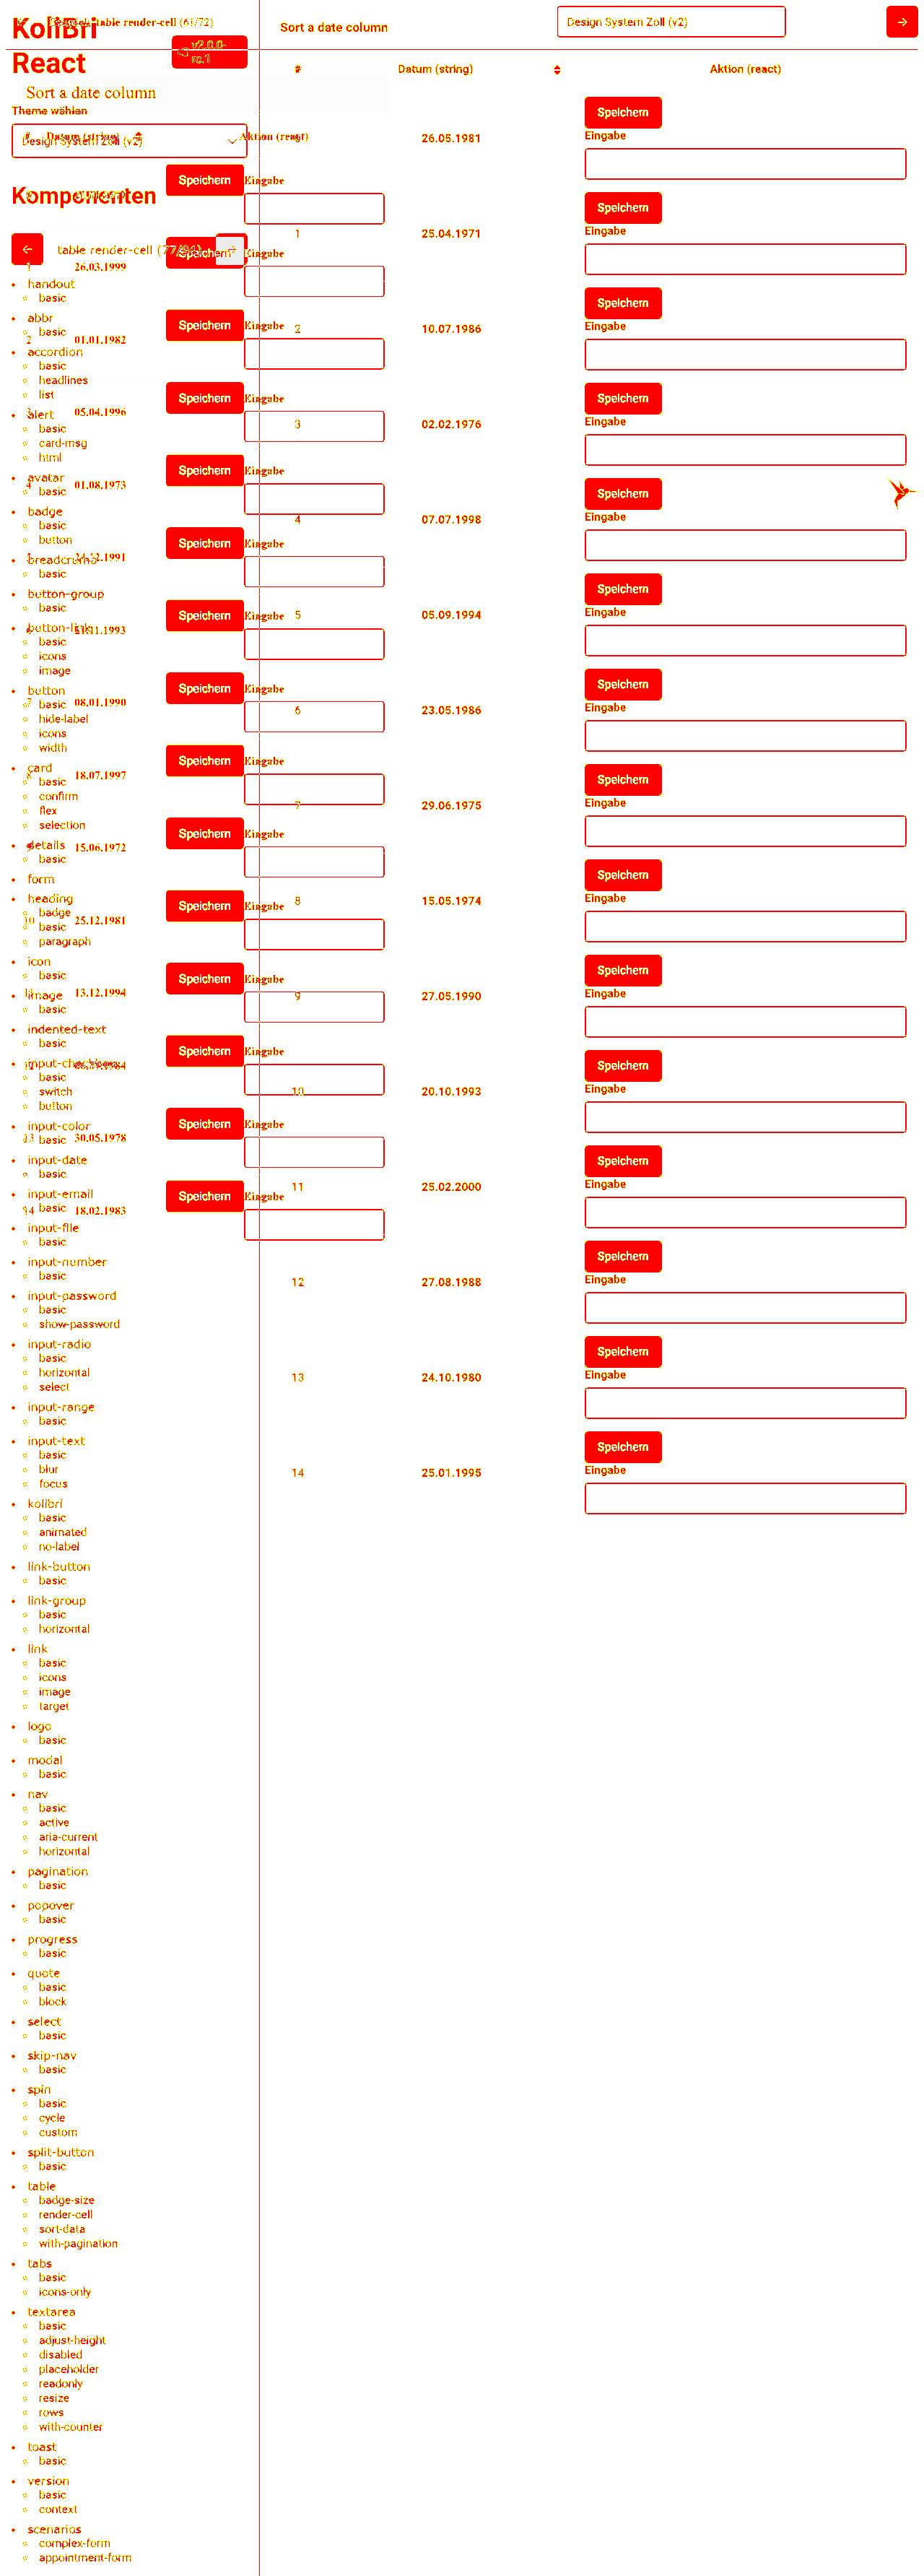 KoliBri
table render-cell (61/72)
Sort a date column
Design System Zoll (v2)
React
v2.0.0-
rc.1
# Datum (string) Aktion (react)
Sort a date column
Theme wählen
Design System Zoll (v2)
# Datum (string) Aktion (react)
Komponenten
table render-cell (77/94)
handout
basic
abbr
basic
accordion
basic
headlines
list
alert
basic
card-msg
html
avatar
basic
badge
basic
button
breadcrumb
basic
button-group
basic
button-link
basic
icons
image
button
basic
hide-label
icons
width
card
basic
confirm
flex
selection
details
basic
form
heading
badge
basic
paragraph
icon
basic
image
basic
indented-text
basic
input-checkbox
basic
switch
button
input-color
basic
input-date
basic
input-email
basic
input-file
basic
input-number
basic
input-password
basic
show-password
input-radio
basic
horizontal
select
input-range
basic
input-text
basic
blur
focus
kolibri
basic
animated
no-label
link-button
basic
link-group
basic
horizontal
link
basic
icons
image
target
logo
basic
modal
basic
nav
basic
active
aria-current
horizontal
pagination
basic
popover
basic
progress
basic
quote
basic
block
select
basic
skip-nav
basic
spin
basic
cycle
custom
split-button
basic
table
badge-size
render-cell
sort-data
with-pagination
tabs
basic
icons-only
textarea
basic
adjust-height
disabled
placeholder
readonly
resize
rows
with-counter
toast
basic
version
basic
context
scenarios
complex-form
appointment-form
Speichern Eingabe
1 26.03.1999 Speichern Eingabe
2 01.01.1982 Speichern Eingabe
3 05.04.1996 Speichern Eingabe
4 01.08.1973 Speichern Eingabe
5 24.12.1991 Speichern Eingabe
6 21.11.1993 Speichern Eingabe
7 08.01.1990 Speichern Eingabe
8 18.07.1997 Speichern Eingabe
9 15.06.1972 Speichern Eingabe
10 25.12.1981 Speichern Eingabe
11 13.12.1994 Speichern Eingabe
12 Speichern Eingabe
13 30.05.1978 Speichern Eingabe
14 18.02.1983 Speichern Eingabe
26.05.1981 Speichern Eingabe
1 25.04.1971 Speichern Eingabe
2 10.07.1986 Speichern Eingabe
3 02.02.1976 Speichern Eingabe
4 07.07.1998 Speichern Eingabe
5 05.09.1994 Speichern Eingabe
6 23.05.1986 Speichern Eingabe
7 29.06.1975 Speichern Eingabe
8 15.05.1974 Speichern Eingabe
9 27.05.1990 Speichern Eingabe
10 20.10.1993 Speichern Eingabe
11 25.02.2000 Speichern Eingabe
12 27.08.1988 Speichern Eingabe
13 24.10.1980 Speichern Eingabe
14 25.01.1995 Speichern Eingabe